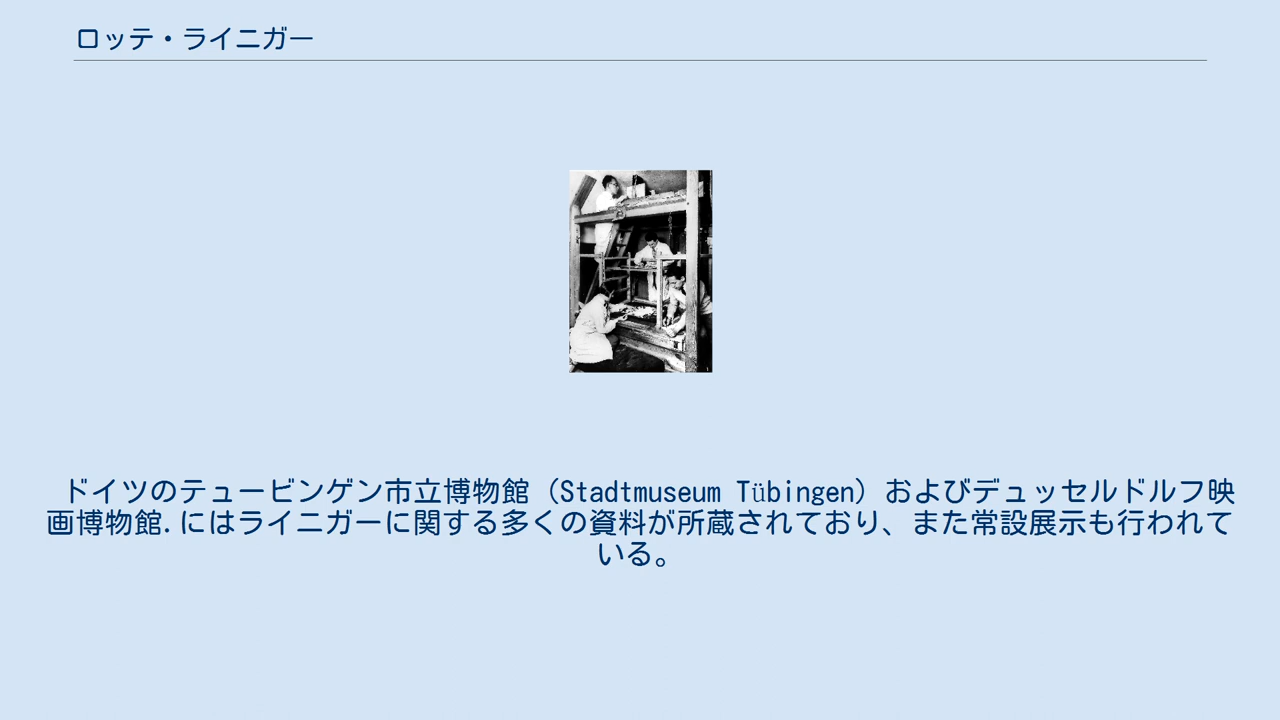 ロッテ・ライニガー
ドイツのテュービンゲン市立博物館（Stadtmuseum Tübingen）およびデュッセルドルフ映
画博物館.にはライニガーに関する多くの資料が所蔵されており、また常設展示も行われて
いる。